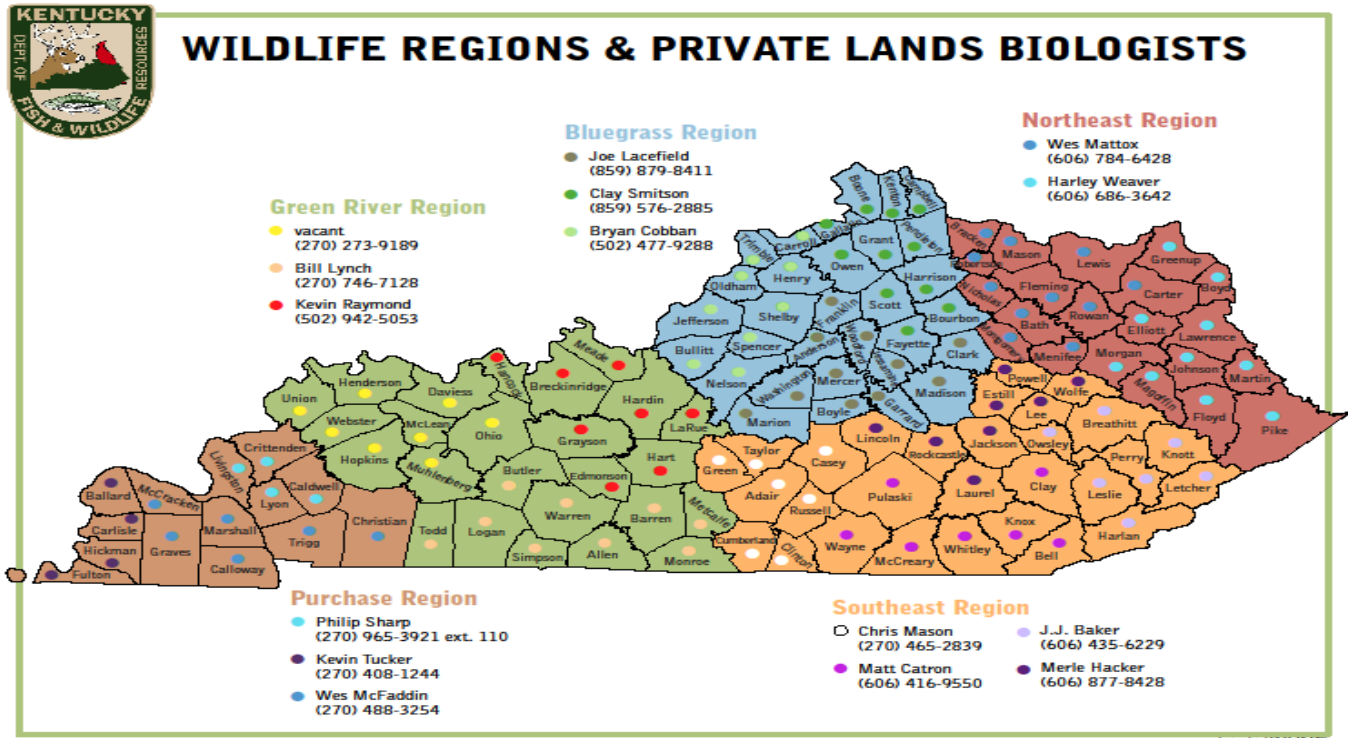 KENTUCKY
DEPT. OF
FISH & WILDLIFE
RESOURCES
WILDLIFE REGIONS & PRIVATE LANDS BIOLOGISTS
Northeast Region
Wes Mattox
(606) 784-6428
Harley Weaver
(606) 686-3642
Bluegrass Region
Joe Lacefield
(859) 879-8411
Clay Smitson
(859) 576-2885
Bryan Cobban
(502) 477-9288
Green River Region
vacant
(270) 273-9189
Bill Lynch
(270) 746-7128
Kevin Raymond
(502) 942-5053
Boone
Kenton
Campbell
Bracken
Mason
Lewis
Greenup
Trimble
Carroll
Gallatin
Grant
Pendleton
Robertson
Boyd
Oldham
Henry
Owen
Harrison
Nicholas
Fleming
Carter
Jefferson
Shelby
Franklin
Scott
Bourbon
Bath
Rowan
Elliott
Lawrence
Bullitt
Spencer
Anderson
Woodford
Fayette
Clark
Montgomery
Menifee
Morgan
Johnson
Martin
Meade
Nelson
Washington
Mercer
Jessamine
Madison
Powell
Wolfe
Magoffin
Floyd
Pike
Hancock
Breckinridge
Hardin
LaRue
Marion
Boyle
Garrard
Estill
Lee
Breathitt
Henderson
Daviess
Union
Webster
McLean
Ohio
Grayson
Hart
Taylor
Green
Casey
Lincoln
Rockcastle
Jackson
Owsley
Perry
Knott
Crittenden
Hopkins
Muhlenberg
Butler
Edmonson
Adair
Russell
Pulaski
Laurel
Clay
Leslie
Letcher
Livingston
Caldwell
Lyon
Ballard
McCracken
Christian
Todd
Logan
Warren
Barren
Metcalfe
Knox
Harlan
Carlisle
Marshall
Trigg
Simpson
Allen
Monroe
Cumberland
Clinton
Wayne
McCreary
Whitley
Bell
Hickman
Graves
Calloway
Fulton
Purchase Region
Philip Sharp
(270) 965-3921 ext. 110
Kevin Tucker
(270) 408-1244
Wes McFaddin
(270) 488-3254
Southeast Region
Chris Mason
(270) 465-2839
Matt Catron
(606) 416-9550
J.J. Baker
(606) 435-6229
Merle Hacker
(606) 877-8428